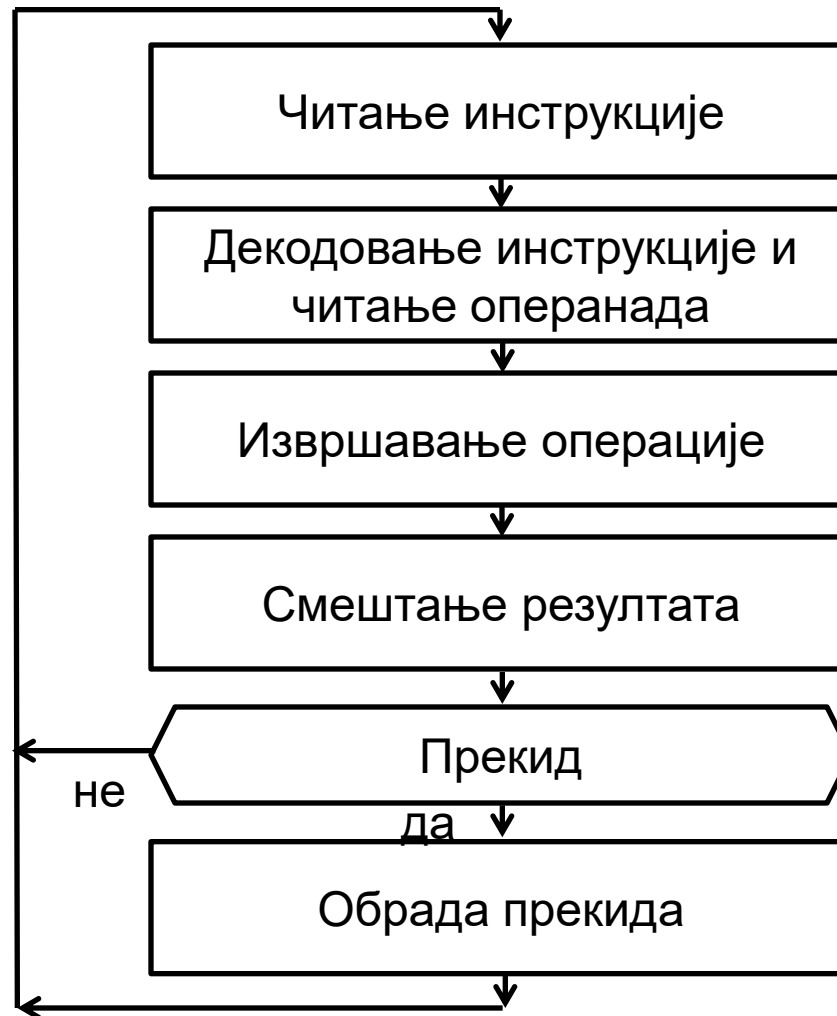 Читање инструкције
Декодовање инструкције и
читање операнада
Извршавање операције
Смештање резултата
Прекид
не
да
Обрада прекида